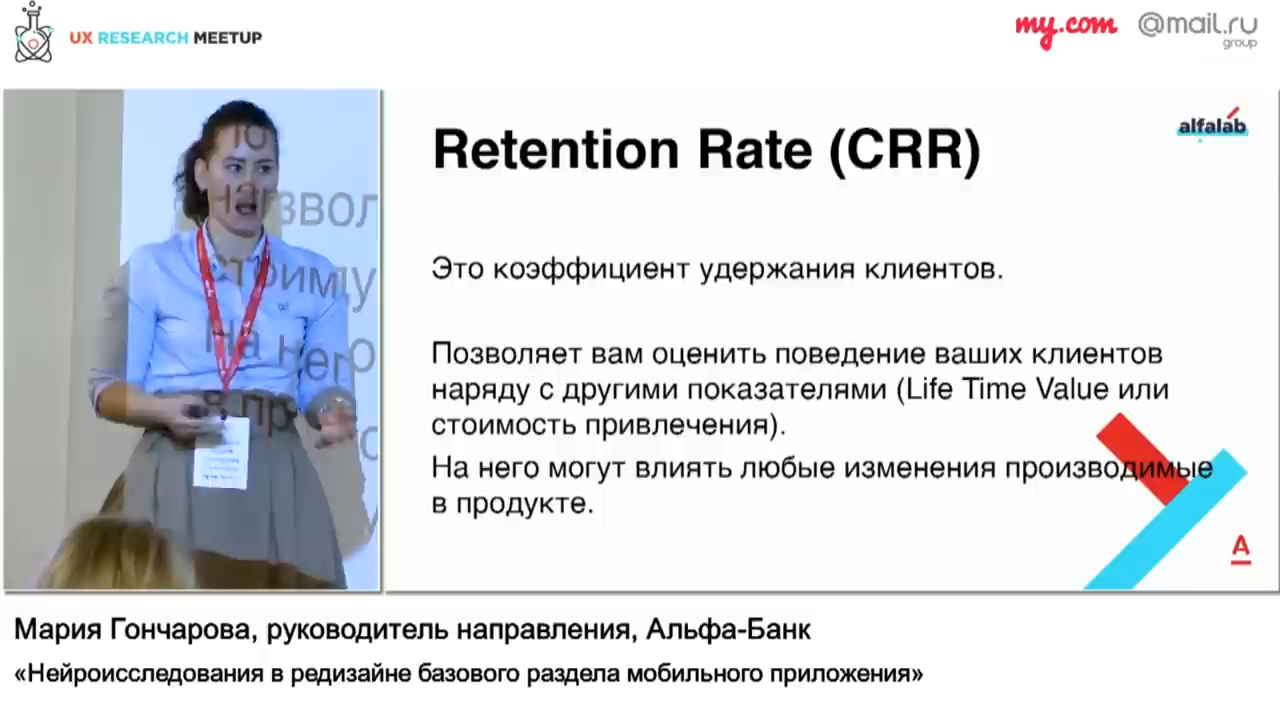 UX RESEARCH MEETUP
my.com @mail.ru
group
alfalab
Retention Rate (CRR)
Это коэффициент удержания клиентов.
Позволяет вам оценить поведение ваших клиентов
наряду с другими показателями (Life Time Value или
стоимость привлечения).
На него могут влиять любые изменения производимые
в продукте.
А
На него
Мария Гончарова, руководитель направления, Альфа-Банк
«Нейроисследования в редизайне базового раздела мобильного приложения»